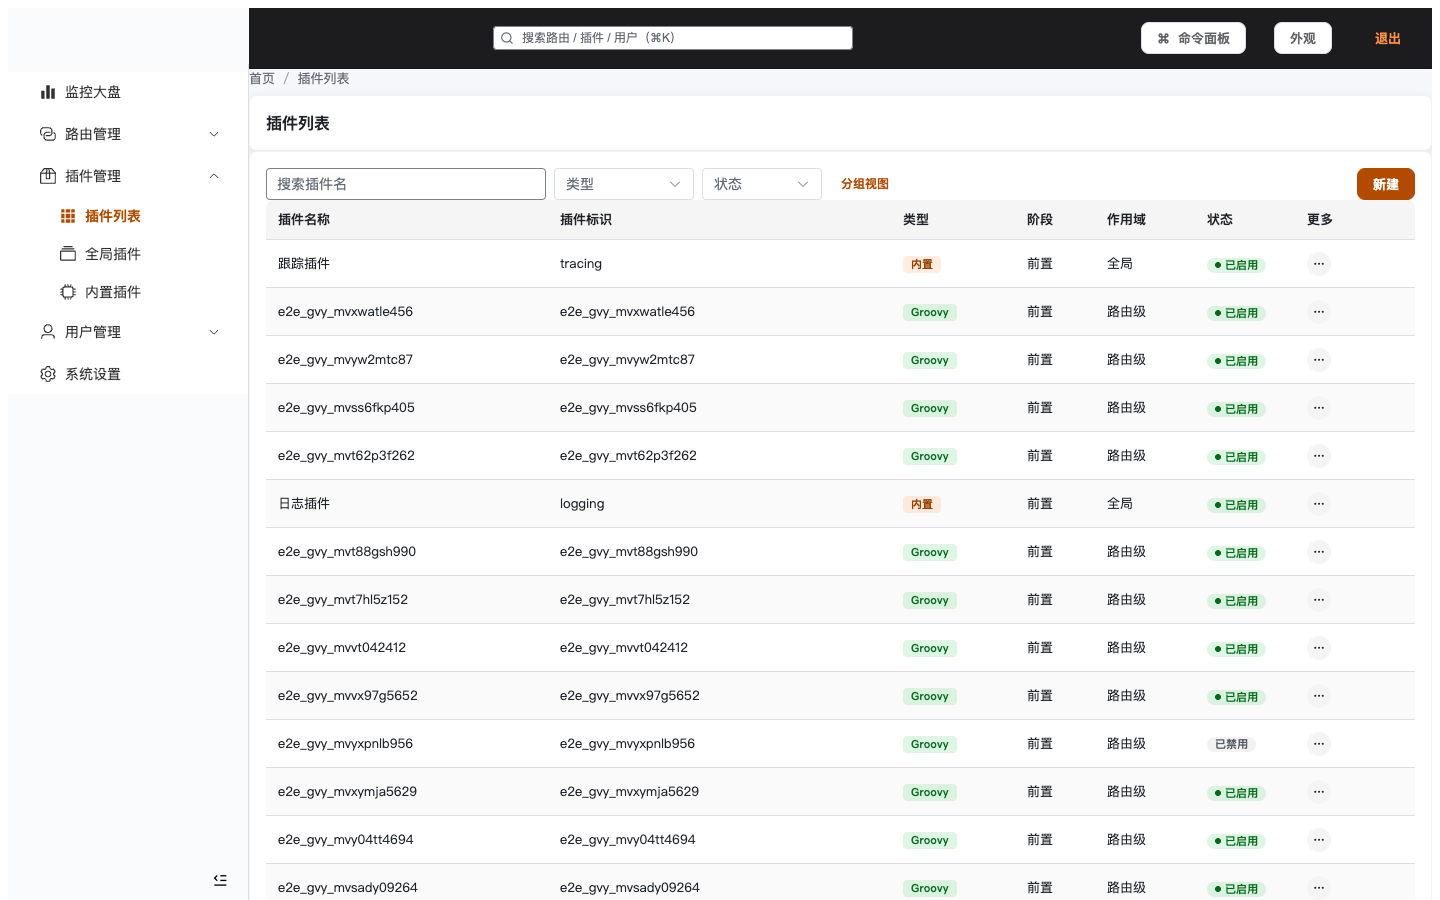 搜索路由 / 插件 / 用户（⌘K）
⌘ 命令面板
外观
退出
监控大盘
路由管理
插件管理
插件列表
全局插件
内置插件
用户管理
系统设置
首页 / 插件列表
插件列表
搜索插件名
类型
状态
分组视图
新建
插件名称 插件标识 类型 阶段 作用域 状态 更多
跟踪插件 tracing 内置 前置 全局 已启用 ···
e2e_gvy_mvxwatle456 e2e_gvy_mvxwatle456 Groovy 前置 路由级 已启用 ···
e2e_gvy_mvyw2mtc87 e2e_gvy_mvyw2mtc87 Groovy 前置 路由级 已启用 ···
e2e_gvy_mvss6fkp405 e2e_gvy_mvss6fkp405 Groovy 前置 路由级 已启用 ···
e2e_gvy_mvt62p3f262 e2e_gvy_mvt62p3f262 Groovy 前置 路由级 已启用 ···
日志插件 logging 内置 前置 全局 已启用 ···
e2e_gvy_mvt88gsh990 e2e_gvy_mvt88gsh990 Groovy 前置 路由级 已启用 ···
e2e_gvy_mvt7hl5z152 e2e_gvy_mvt7hl5z152 Groovy 前置 路由级 已启用 ···
e2e_gvy_mvvt042412 e2e_gvy_mvvt042412 Groovy 前置 路由级 已启用 ···
e2e_gvy_mvvx97g5652 e2e_gvy_mvvx97g5652 Groovy 前置 路由级 已启用 ···
e2e_gvy_mvyxpnlb956 e2e_gvy_mvyxpnlb956 Groovy 前置 路由级 已禁用 ···
e2e_gvy_mvxymja5629 e2e_gvy_mvxymja5629 Groovy 前置 路由级 已启用 ···
e2e_gvy_mvy04tt4694 e2e_gvy_mvy04tt4694 Groovy 前置 路由级 已启用 ···
e2e_gvy_mvsady09264 e2e_gvy_mvsady09264 Groovy 前置 路由级 已启用 ···